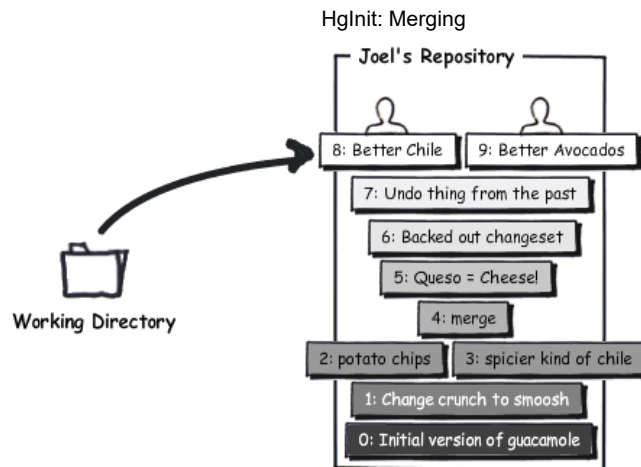 HgInit: Merging
Joel's Repository
8: Better Chile
9: Better Avocados
7: Undo thing from the past
6: Backed out changeset
5: Queso = Cheese!
4: merge
2: potato chips
3: spicier kind of chile
1: Change crunch to smoosh
0: Initial version of guacamole
Working Directory